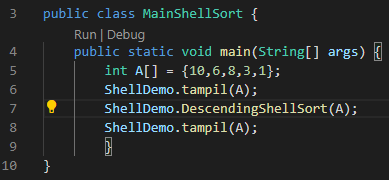 3 public class MainShellSort {
Run | Debug
4 public static void main(String[] args) {
5 int A[] = {10,6,8,3,1};
6 ShellDemo.tampil(A);
7 ShellDemo.DescendingShellSort(A);
8 ShellDemo.tampil(A);
9 }
10 }